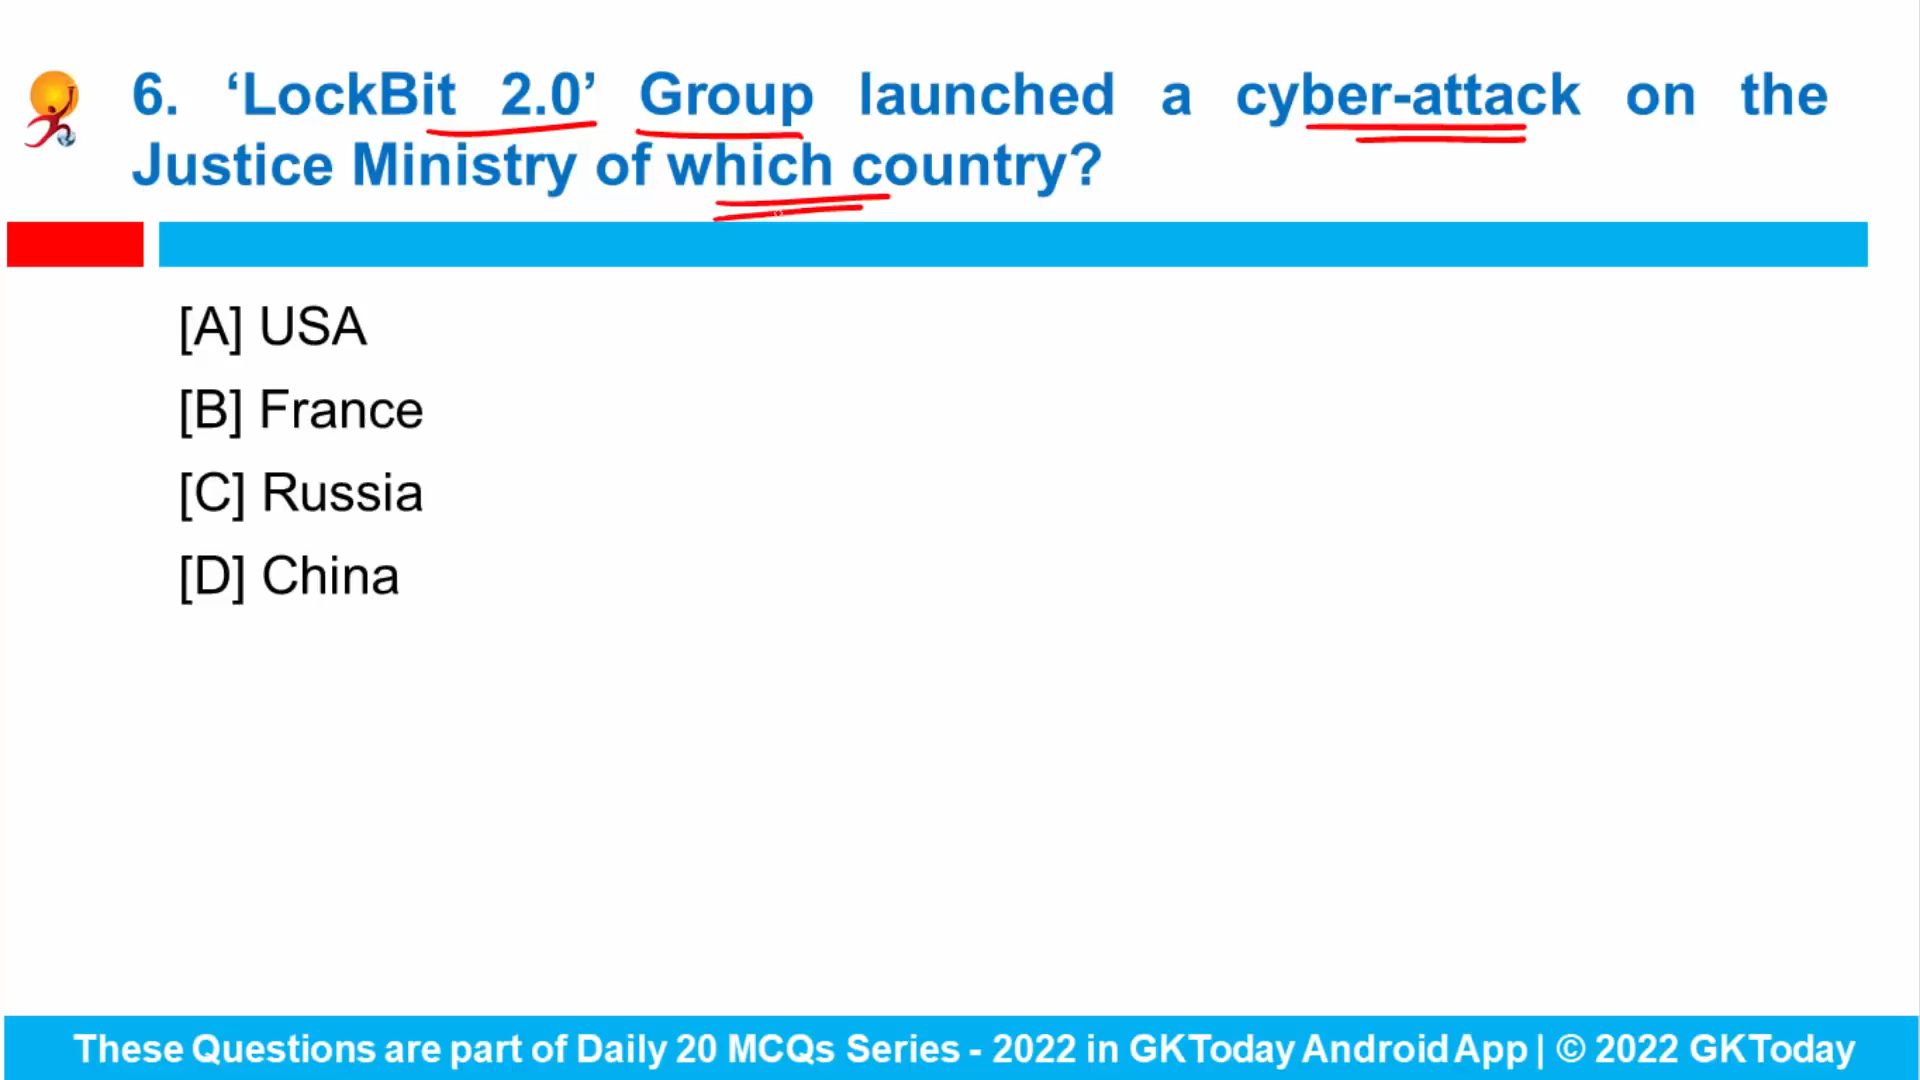 6. ‘LockBit 2.0’ Group launched a cyber-attack on the
Justice Ministry of which country?
[A] USA
[B] France
[C] Russia
[D] China
These Questions are part of Daily 20 MCQs Series - 2022 in GKToday Android App | © 2022 GKToday